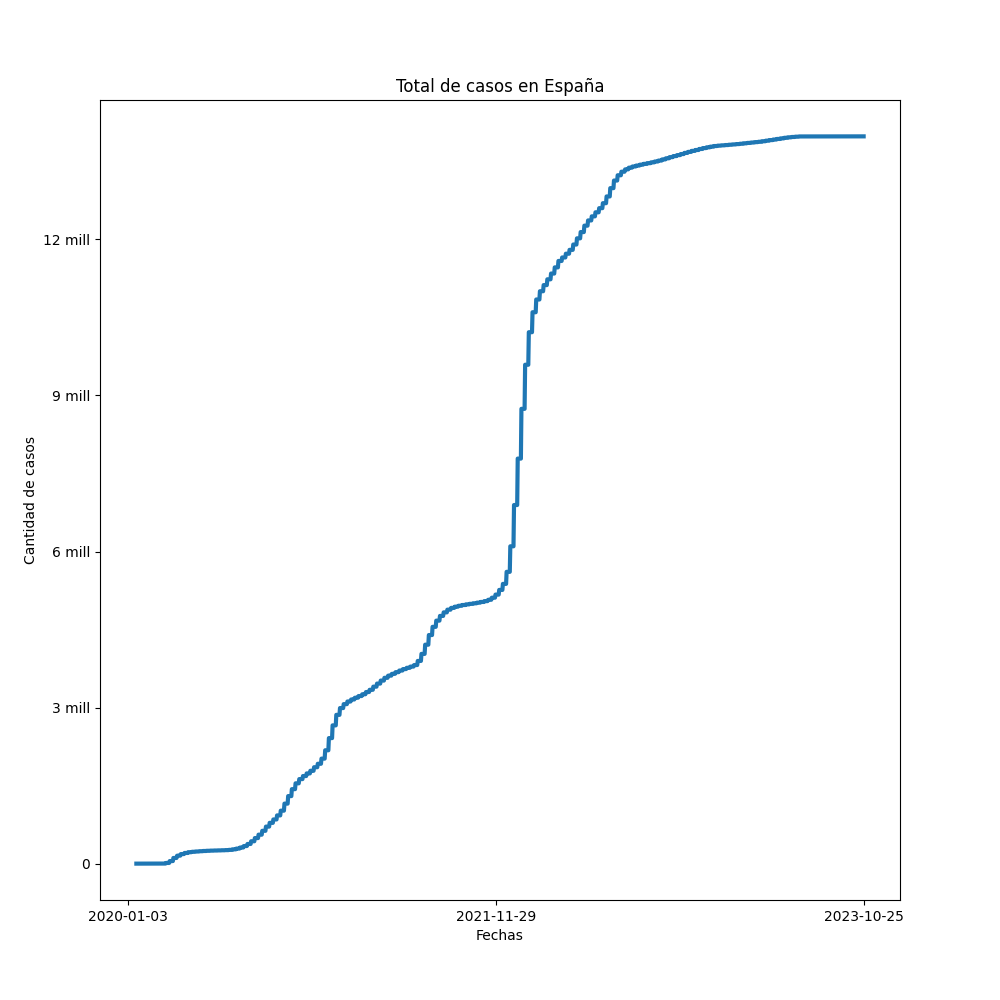 Total de casos en España
12 mill
9 mill
6 mill
3 mill
0
Cantidad de casos
2020-01-03
2021-11-29
2023-10-25
Fechas